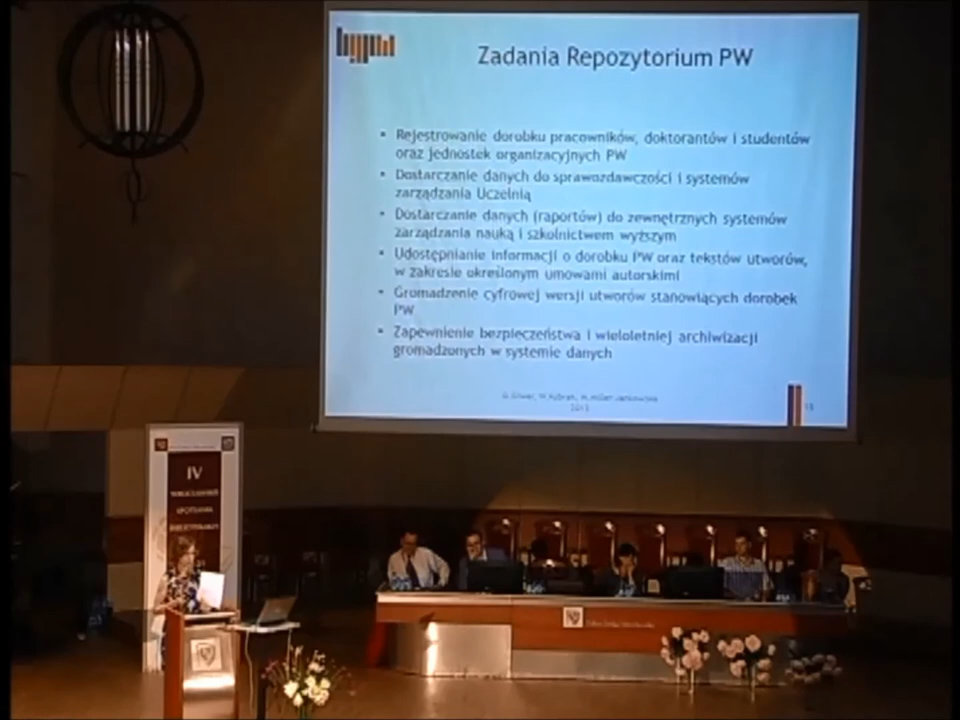 bgpw
Zadania Repozytorium PW
▪ Rejestrowanie dorobku pracowników, doktorantów i studentów
oraz jednostek organizacyjnych PW
▪ Dostarczanie danych do sprawozdawczości i systemów
zarządzania Uczelnią
▪ Dostarczanie danych (raportów) do zewnętrznych systemów
zarządzania nauką i szkolnictwem wyższym
▪ Udostępnianie informacji o dorobku PW oraz tekstów utworów,
w zakresie określonym umowami autorskimi
▪ Gromadzenie cyfrowej wersji utworów stanowiących dorobek
PW
▪ Zapewnienie bezpieczeństwa i wieloletniej archiwizacji
gromadzonych w systemie danych
IV
SPOTKANIA